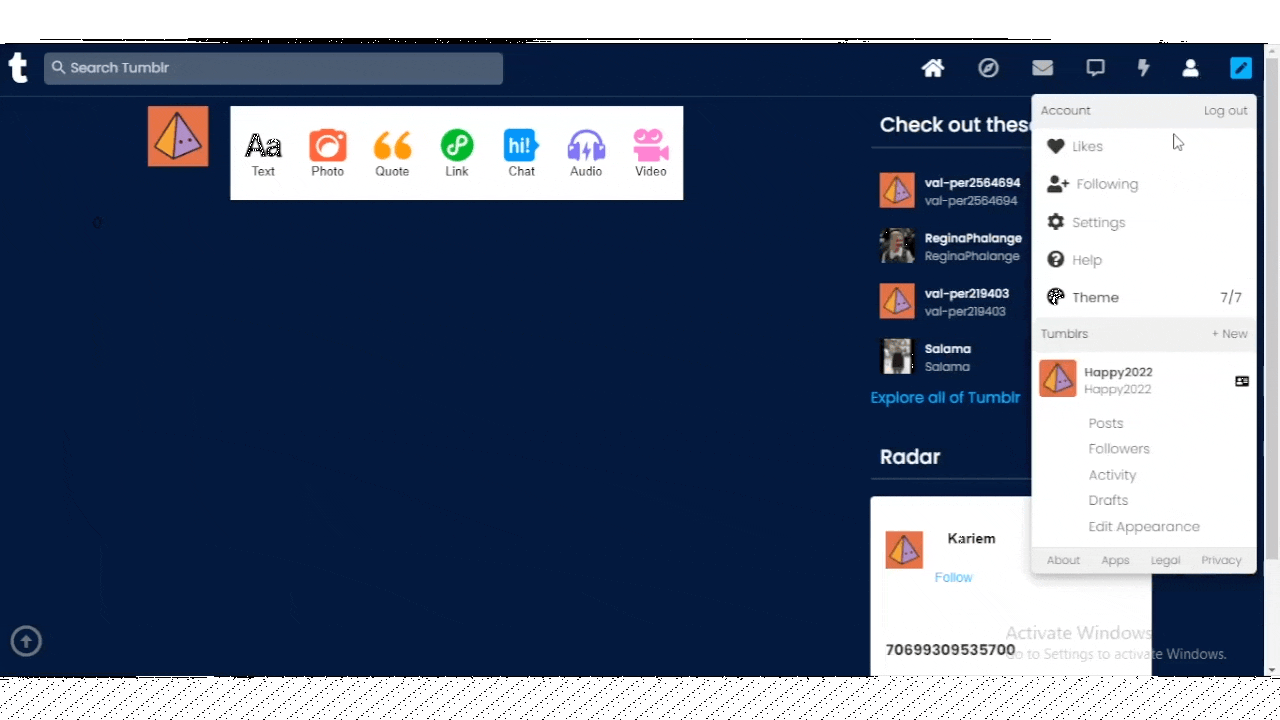 t
Search Tumblr
Aa
Text
Photo
Quote
Link
hi!
Chat
Audio
Video
Check out these
val-per2564694
val-per2564694
ReginaPhalange
ReginaPhalange
val-per219403
val-per219403
Salama
Salama
Explore all of Tumblr
Radar
Kariem
Follow
70699309535700
Account Log out
Likes
Following
Settings
Help
Theme 7/7
Tumblrs + New
Happy2022
Happy2022
Posts
Followers
Activity
Drafts
Edit Appearance
About Apps Legal Privacy
Activate Windows
Go to Settings to activate Windows.